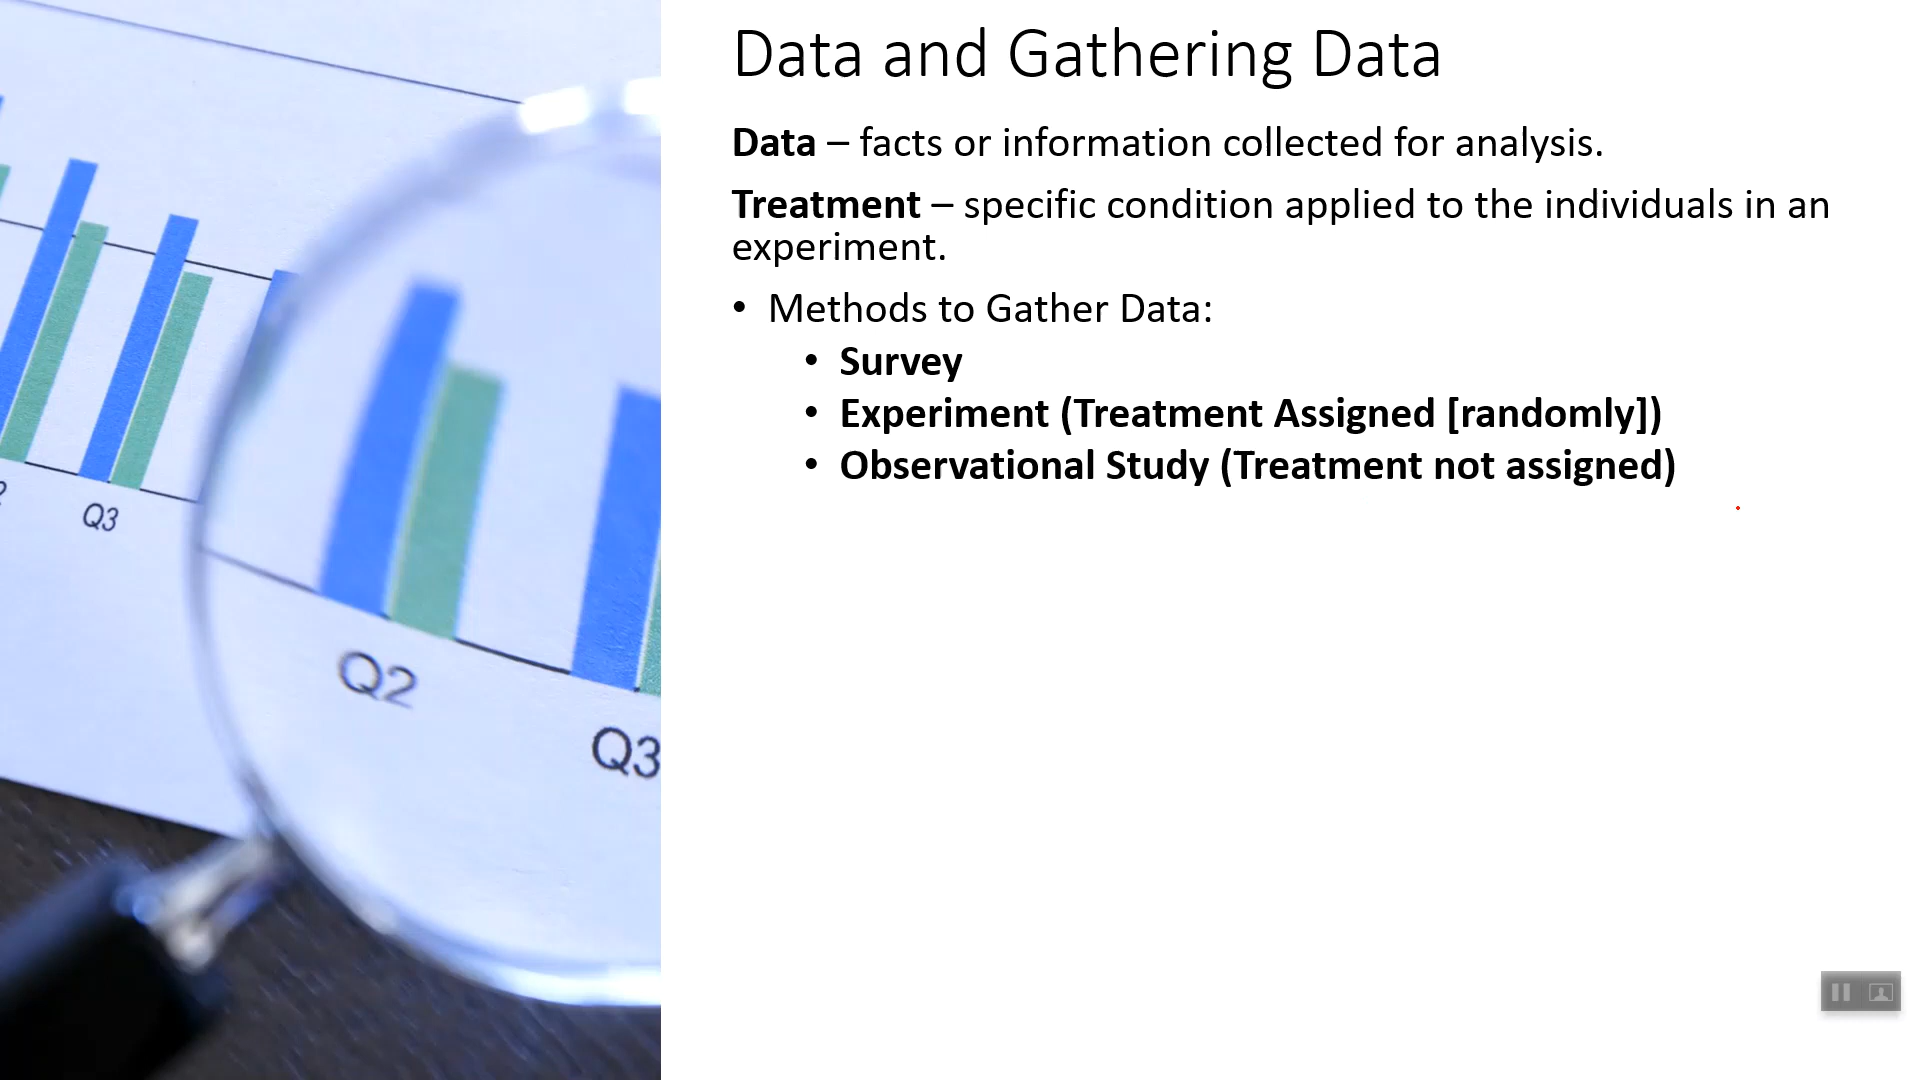 Data and Gathering Data
Data – facts or information collected for analysis.
Treatment – specific condition applied to the individuals in an
experiment.
• Methods to Gather Data:
• Survey
• Experiment (Treatment Assigned [randomly])
• Observational Study (Treatment not assigned)
Q3
Q2
Q3